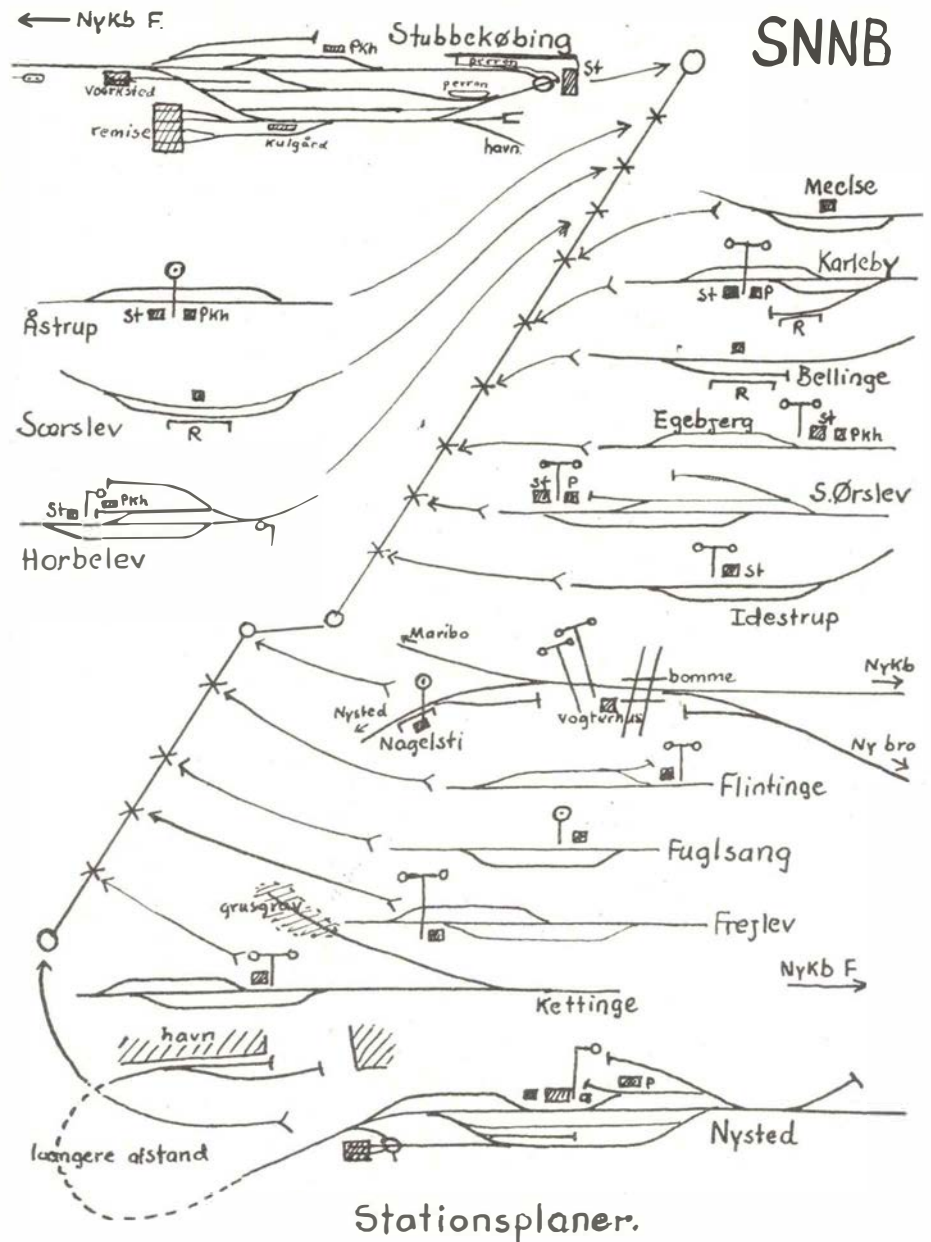 Nykb F.
SNNB
Stubbekøbing
Pkh
perron
St
Værksted
perron
remise
Kulgård
havn
Meelse
Karleby
St P
R
Åstrup
St Pkh
Bellinge
R
Særslev
R
Egebjerg
St
Pkh
St P
S.Ørslev
St Pkh
Horbelev
St
Idestrup
Maribo
bomme
Nykb
Nysted
Vogterhus
Nagelsti
Ny bro
Flintinge
Fuglsang
grusgrav
Frejlev
Nykb F.
Kettinge
havn
P
Nysted
længere afstand
Stationsplaner.